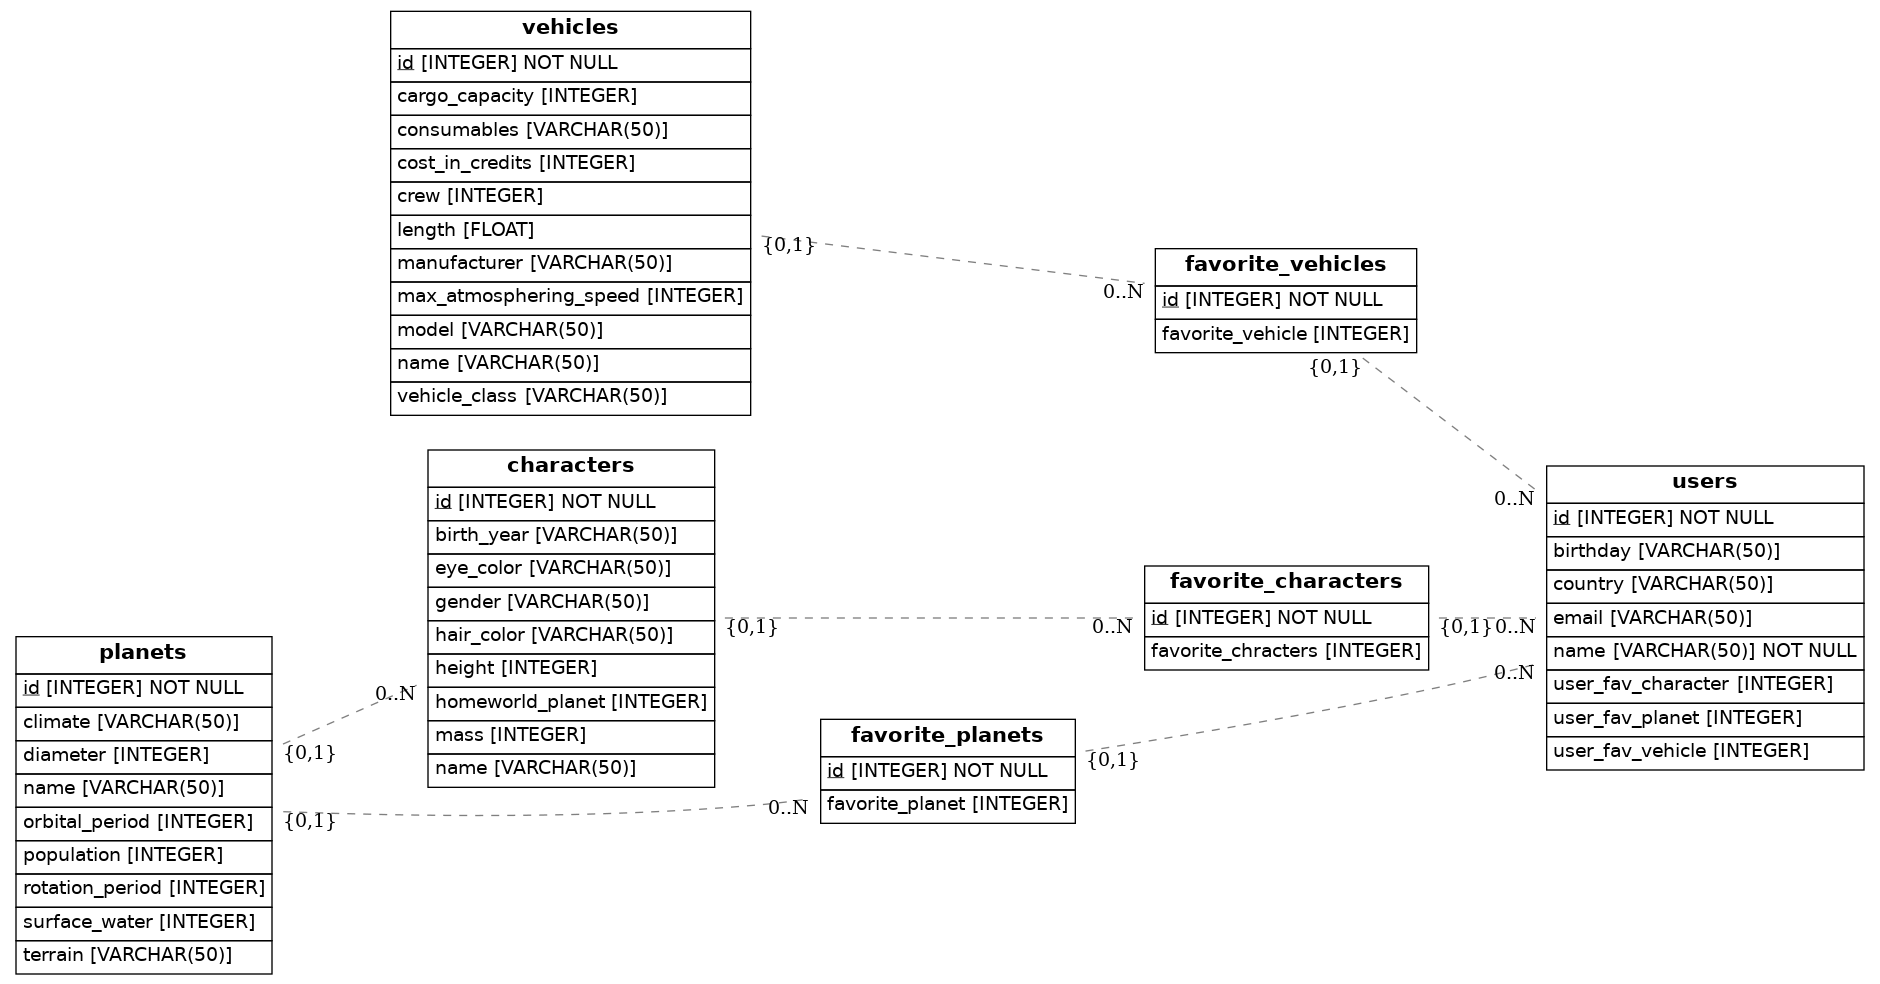 vehicles
id [INTEGER] NOT NULL
cargo_capacity [INTEGER]
consumables [VARCHAR(50)]
cost_in_credits [INTEGER]
crew [INTEGER]
length [FLOAT]
manufacturer [VARCHAR(50)]
max_atmosphering_speed [INTEGER]
model [VARCHAR(50)]
name [VARCHAR(50)]
vehicle_class [VARCHAR(50)]
{0,1}
0..N
favorite_vehicles
id [INTEGER] NOT NULL
favorite_vehicle [INTEGER]
{0,1}
0..N
characters
id [INTEGER] NOT NULL
birth_year [VARCHAR(50)]
eye_color [VARCHAR(50)]
gender [VARCHAR(50)]
hair_color [VARCHAR(50)]
height [INTEGER]
homeworld_planet [INTEGER]
mass [INTEGER]
name [VARCHAR(50)]
{0,1}
0..N
favorite_characters
id [INTEGER] NOT NULL
favorite_chracters [INTEGER]
{0,1}
0..N
users
id [INTEGER] NOT NULL
birthday [VARCHAR(50)]
country [VARCHAR(50)]
email [VARCHAR(50)]
name [VARCHAR(50)] NOT NULL
user_fav_character [INTEGER]
user_fav_planet [INTEGER]
user_fav_vehicle [INTEGER]
0..N
planets
id [INTEGER] NOT NULL
climate [VARCHAR(50)]
diameter [INTEGER]
name [VARCHAR(50)]
orbital_period [INTEGER]
population [INTEGER]
rotation_period [INTEGER]
surface_water [INTEGER]
terrain [VARCHAR(50)]
0..N
{0,1}
{0,1}
0..N
favorite_planets
id [INTEGER] NOT NULL
favorite_planet [INTEGER]
{0,1}